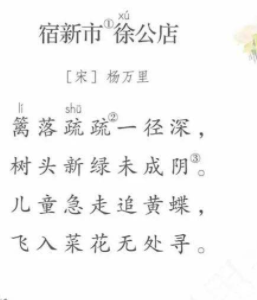 xú
宿新市①徐公店
［宋］杨万里
lí shū
篱落疏疏②一径深，
树头新绿未成阴③。
儿童急走追黄蝶，
飞入菜花无处寻。